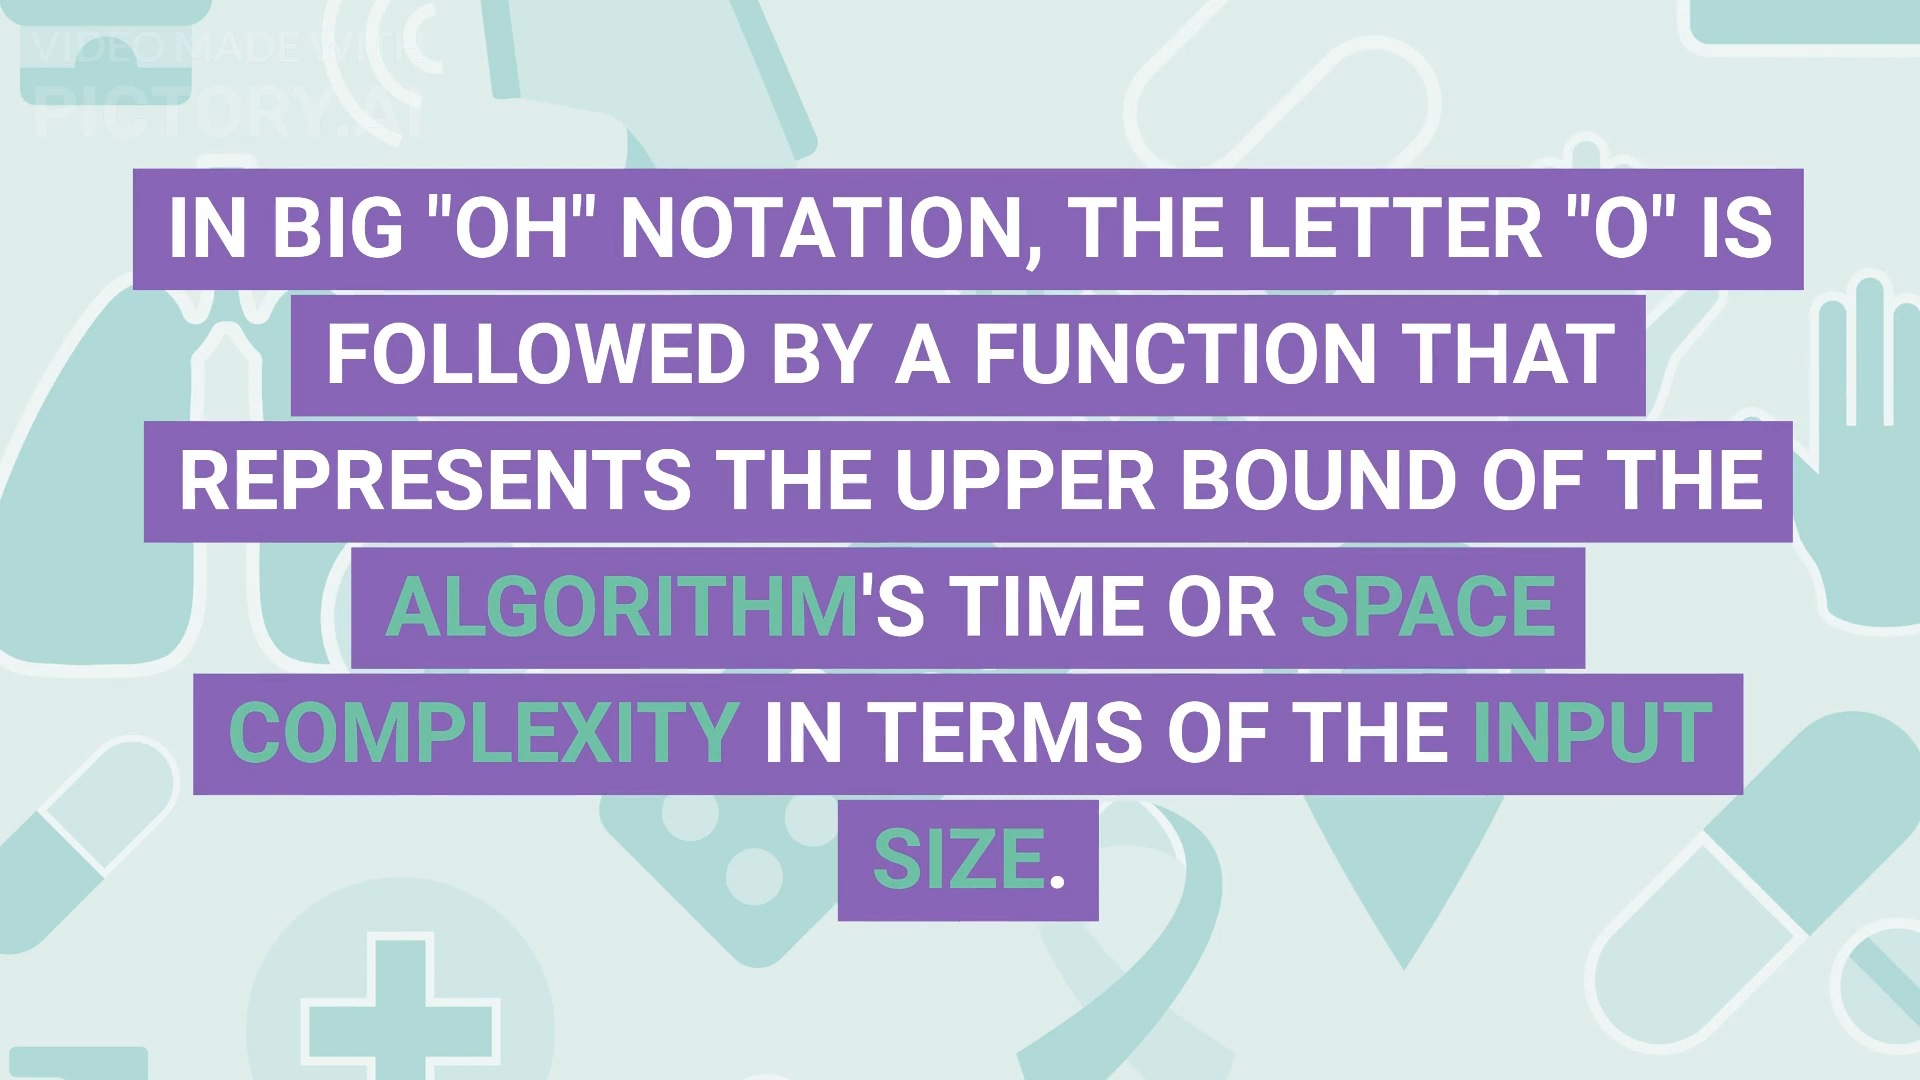 VIDEO MADE WITH
PICTORY.AI
IN BIG "OH" NOTATION, THE LETTER "O" IS
FOLLOWED BY A FUNCTION THAT
REPRESENTS THE UPPER BOUND OF THE
ALGORITHM'S TIME OR SPACE
COMPLEXITY IN TERMS OF THE INPUT
SIZE.